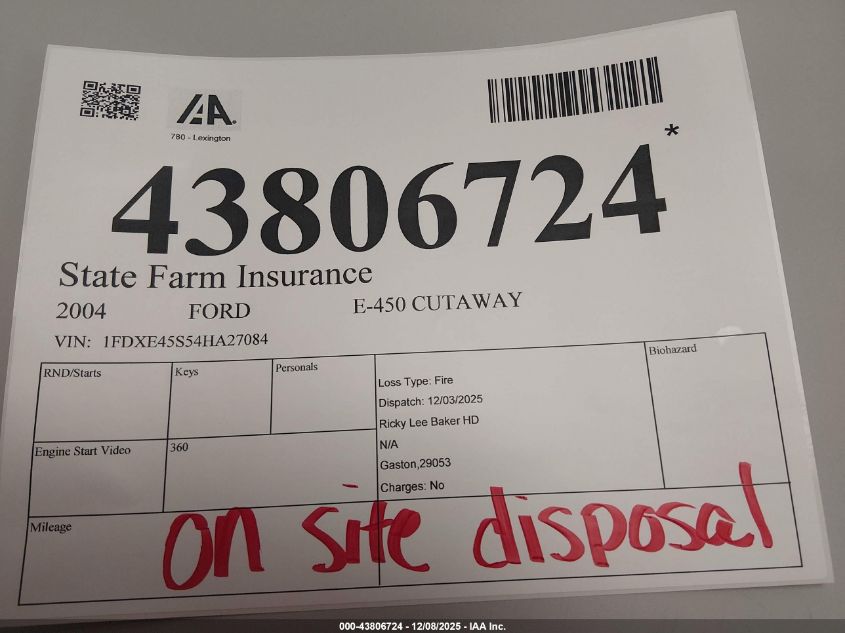 IAA.
780 - Lexington
*
43806724
State Farm Insurance
2004 FORD E-450 CUTAWAY
VIN: 1FDXE45S54HA27084
RND/Starts Keys Personals Biohazard
Loss Type: Fire
Dispatch: 12/03/2025
Ricky Lee Baker HD
Engine Start Video 360 N/A
Gaston,29053
Charges: No
Mileage
on site disposal
000-43806724 - 12/08/2025 - IAA Inc.